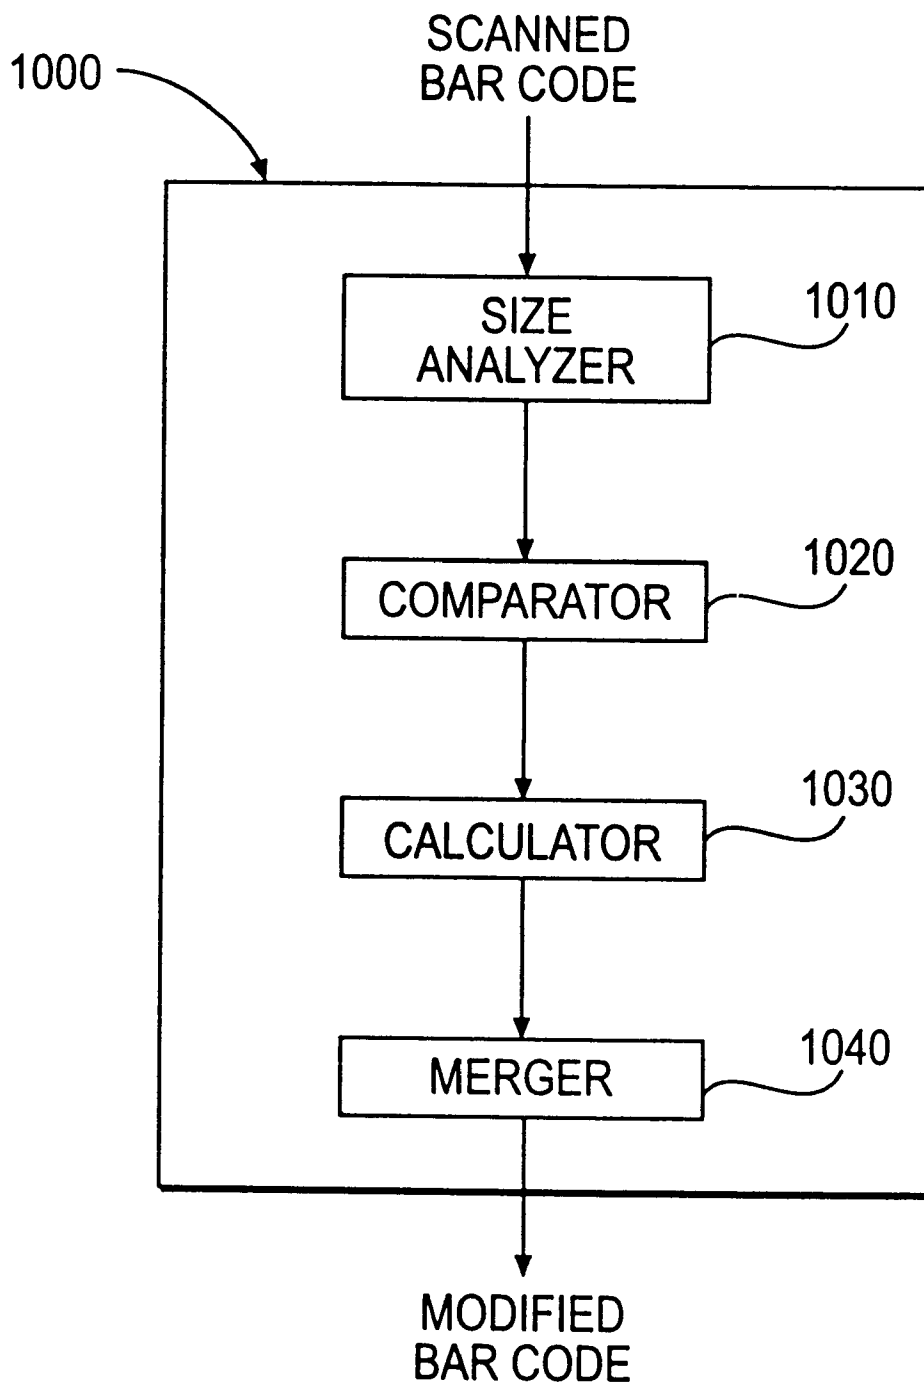 SCANNED
BAR CODE
1000
SIZE
ANALYZER
1010
COMPARATOR
1020
CALCULATOR
1030
MERGER
1040
MODIFIED
BAR CODE